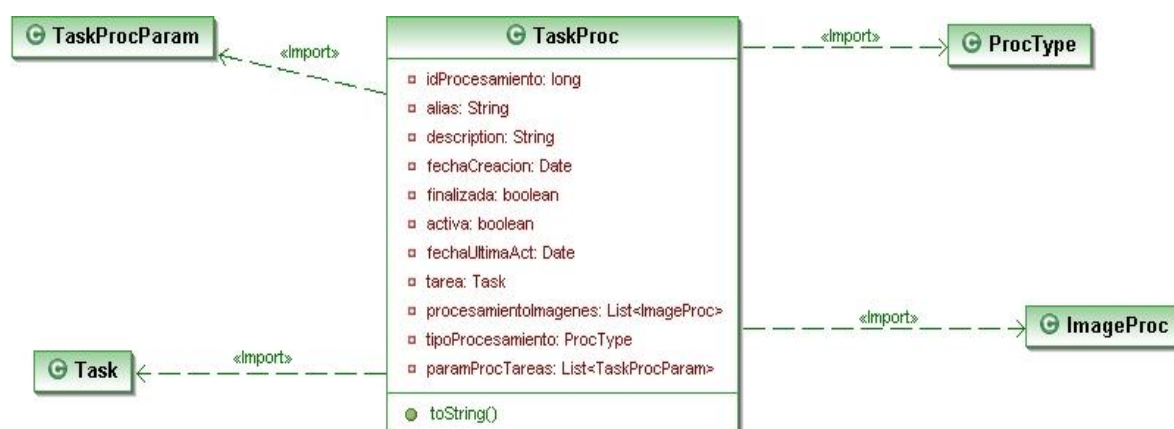 TaskProcParam
«Import»
TaskProc
«Import»
ProcType
idProcesamiento: long
alias: String
description: String
fechaCreacion: Date
finalizada: boolean
activa: boolean
fechaUltimaAct: Date
tarea: Task
procesamientoImagenes: List<ImageProc>
tipoProcesamiento: ProcType
paramProcTareas: List<TaskProcParam>
toString()
«Import»
ImageProc
«Import»
Task